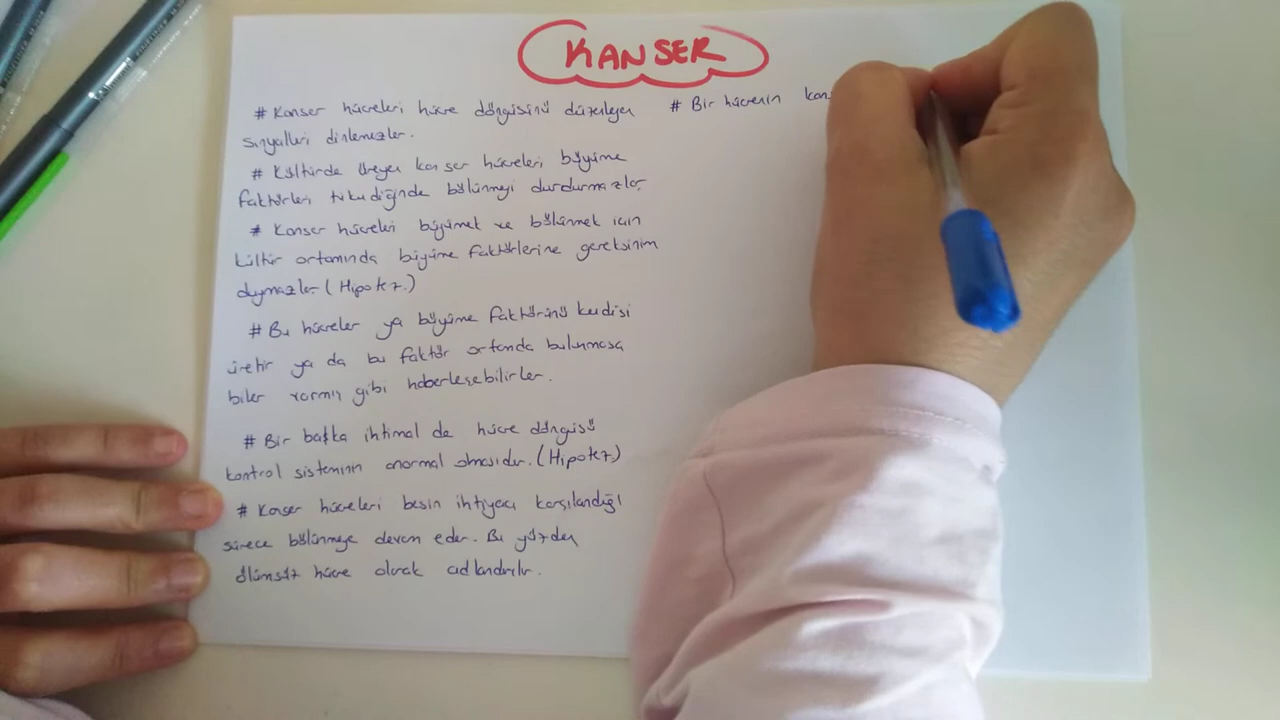 KANSER
# Kanser hücreleri hücre döngüsünü düzenleyen
sinyalleri dinlemezler.
# Kültürde üreyen kanser hücreleri büyüme
faktörleri tükendiğinde bölünmeyi durdurmazlar.
# Kanser hücreleri büyümek ve bölünmek için
kültür ortamında büyüme faktörlerine gereksinim
duymazlar (Hipotez.)
# Bu hücreler ya büyüme faktörünü kendisi
üretir ya da bu faktör ortamda bulunmasa
biler varmış gibi haberleşebilirler.
# Bir başka ihtimal de hücre döngüsü
kontrol sisteminin anormal olmasıdır. (Hipotez)
# Kanser hücreleri besin ihtiyacı karşılandığı
sürece bölünmeye devam eder. Bu yüzden
ölümsüz hücre olarak adlandırılır.
# Bir hücrenin kan